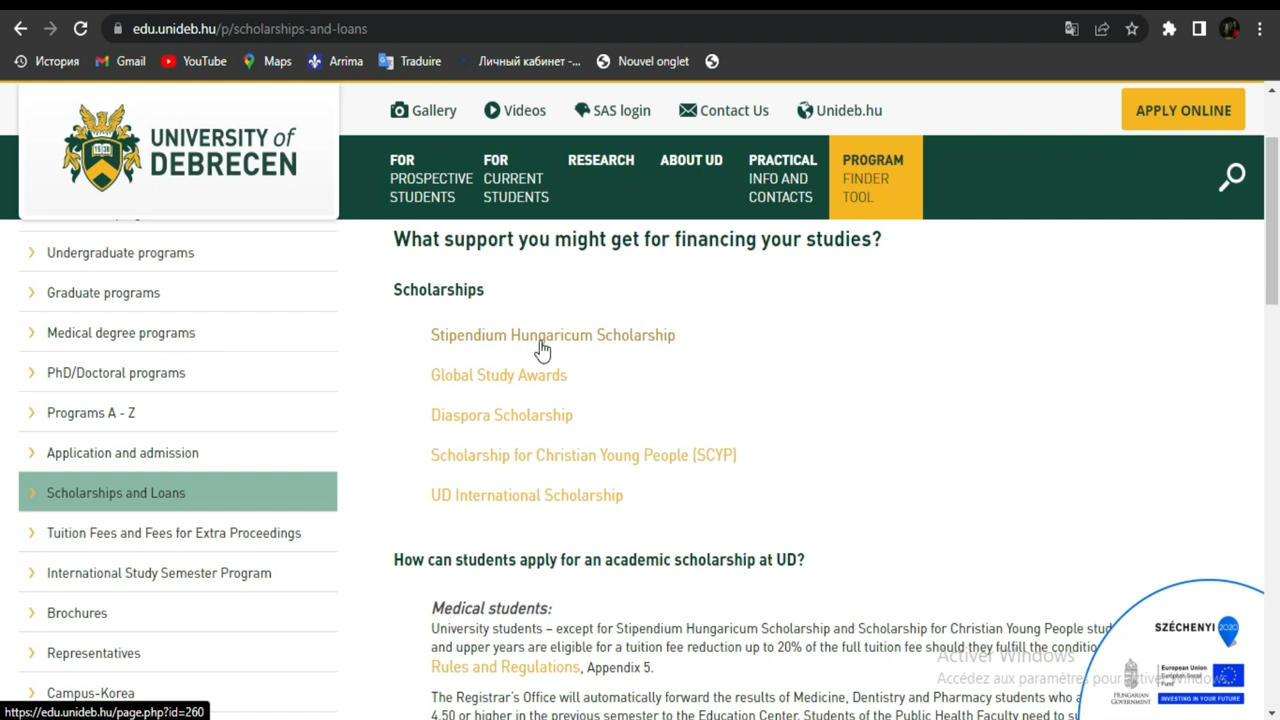 edu.unideb.hu/p/scholarships-and-loans
История Gmail YouTube Maps Arrima Traduire Личный кабинет -... Nouvel onglet
UNIVERSITY of
DEBRECEN
Gallery Videos SAS login Contact Us Unideb.hu
APPLY ONLINE
FOR
PROSPECTIVE
STUDENTS
FOR
CURRENT
STUDENTS
RESEARCH
ABOUT UD
PRACTICAL
INFO AND
CONTACTS
PROGRAM
FINDER
TOOL
Undergraduate programs
Graduate programs
Medical degree programs
PhD/Doctoral programs
Programs A - Z
Application and admission
Scholarships and Loans
Tuition Fees and Fees for Extra Proceedings
International Study Semester Program
Brochures
Representatives
Campus-Korea
https://edu.unideb.hu/page.php?id=260
What support you might get for financing your studies?
Scholarships
Stipendium Hungaricum Scholarship
Global Study Awards
Diaspora Scholarship
Scholarship for Christian Young People (SCYP)
UD International Scholarship
How can students apply for an academic scholarship at UD?
Medical students:
University students – except for Stipendium Hungaricum Scholarship and Scholarship for Christian Young People stud
and upper years are eligible for a tuition fee reduction up to 20% of the full tuition fee should they fulfill the conditio
Rules and Regulations, Appendix 5.
The Rector's Office will automatically forward the results of Medicine, Dentistry and Pharmacy students who a
4.50 or higher in the previous semester to the Education Center. Students of the Public Health Faculty need to s
Activer Windows
Accédez aux paramètres pour activer Windows.
SZÉCHENYI 2020
HUNGARIAN
GOVERNMENT
European Union
European Social
Fund
INVESTING IN YOUR FUTURE